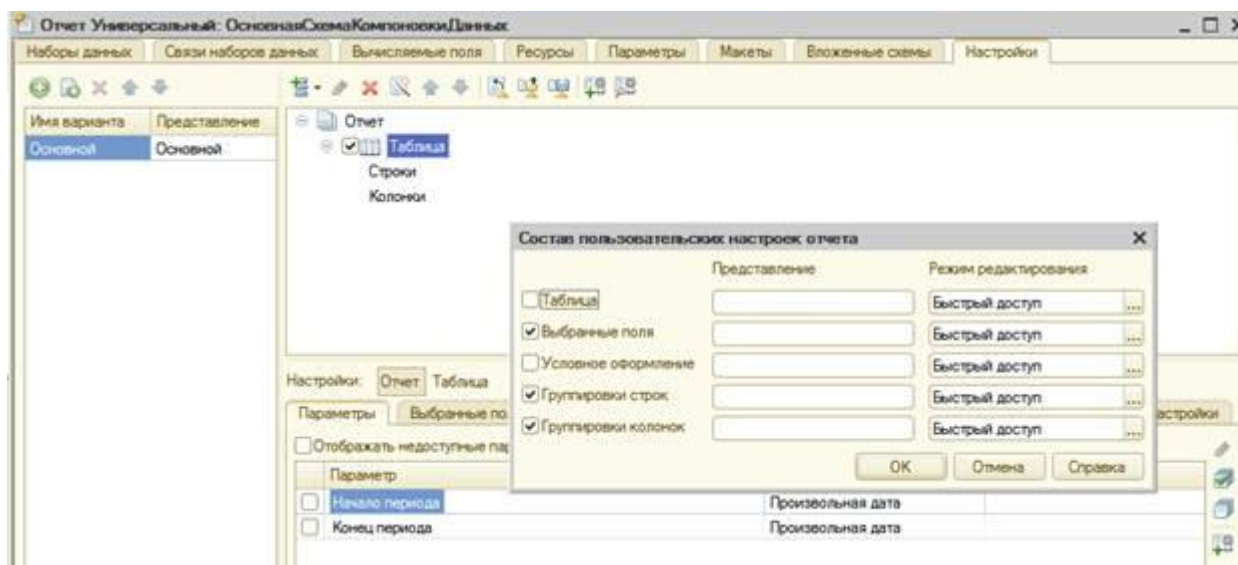 Отчет Универсальный: ОсновнаяСхемаКомпоновкиДанных
Наборы данных Связи наборов данных Вычисляемые поля Ресурсы Параметры Макеты Вложенные схемы Настройки
Имя варианта Представление
Основной Основной
Отчет
Таблица
Строки
Колонки
Состав пользовательских настроек отчета
Представление Режим редактирования
Таблица Быстрый доступ ...
Выбранные поля Быстрый доступ ...
Условное оформление Быстрый доступ ...
Группировки строк Быстрый доступ ...
Группировки колонок Быстрый доступ ...
OK Отмена Справка
Настройки: Отчет Таблица
Параметры Выбранные по астройки
Отображать недоступные пар
Параметр
Начало периода Произвольная дата
Конец периода Произвольная дата